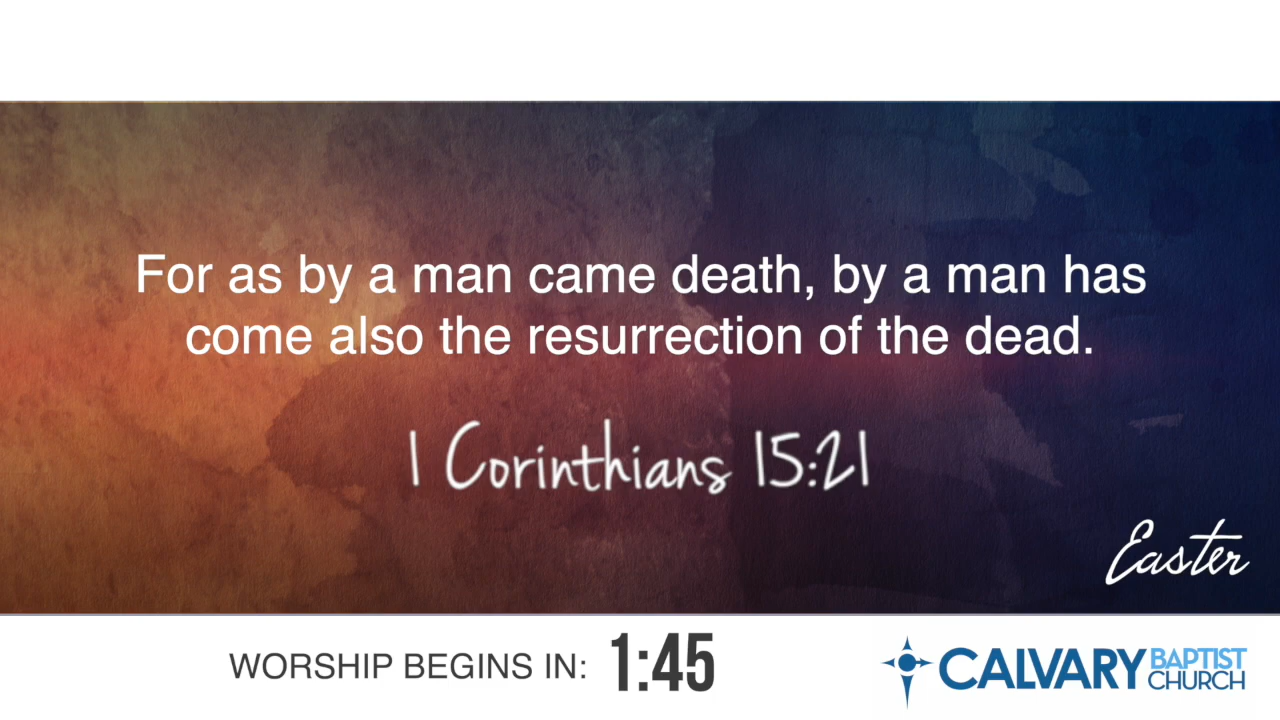 For as by a man came death, by a man has
come also the resurrection of the dead.
1 Corinthians 15:21
Easter
WORSHIP BEGINS IN: 1:45
CALVARY BAPTIST CHURCH